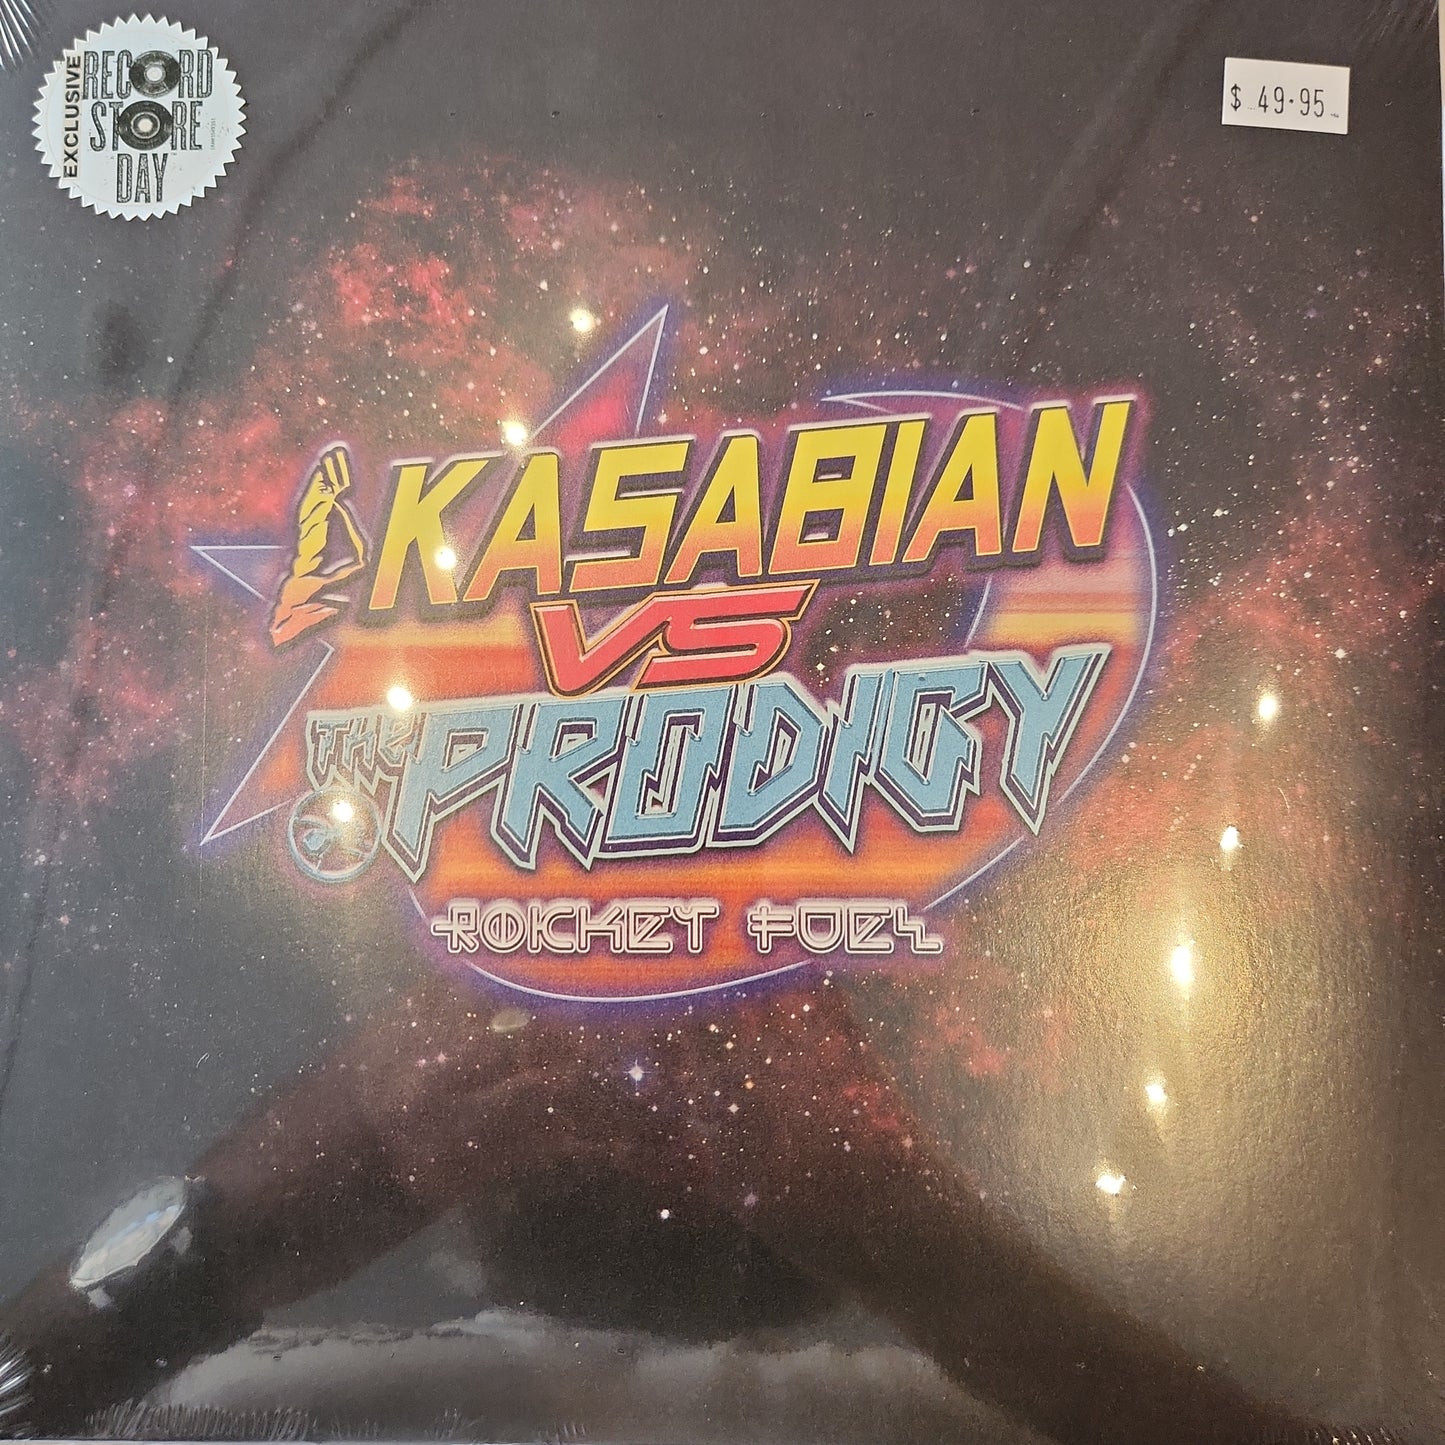 EXCLUSIVE
RECORD
STORE
DAY
$ 49.95
KASABIAN
VS
THE PRODIGY
ROCKET FUEL